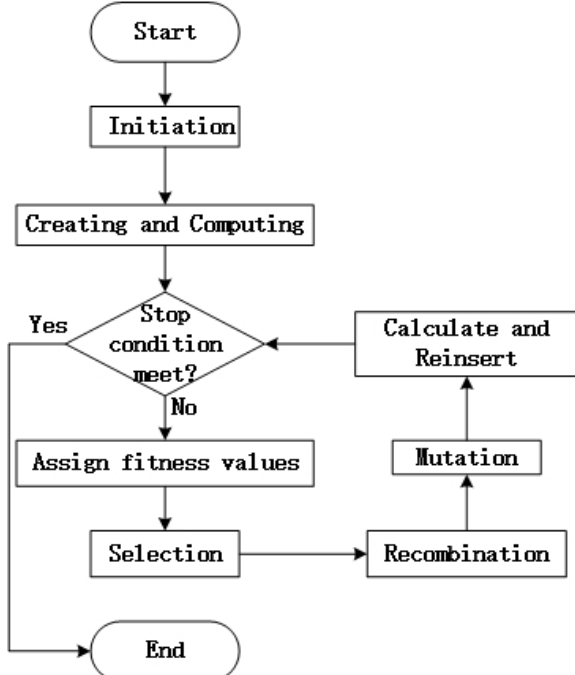 Start
Initiation
Creating and Computing
Yes
Stop
condition
meet?
No
Calculate and
Reinsert
Assign fitness values
Mutation
Selection
Recombination
End